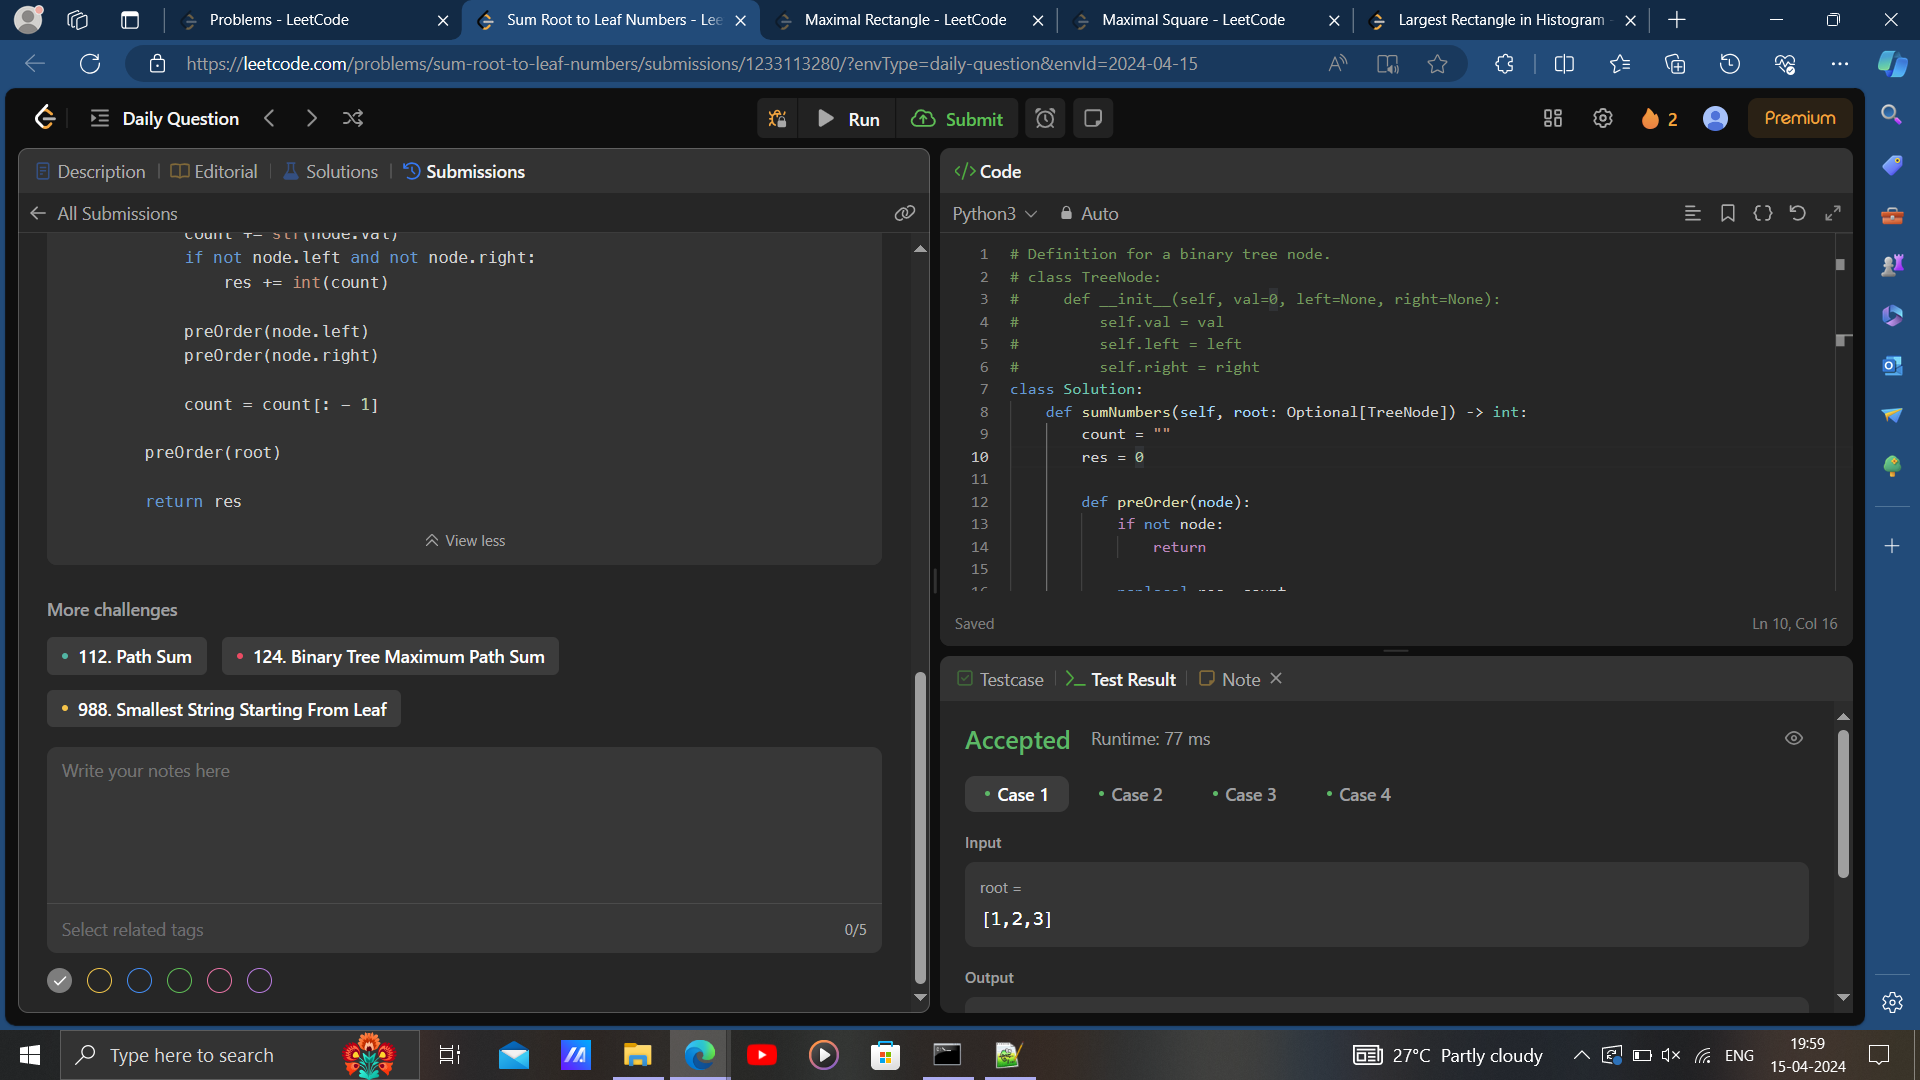 Problems - LeetCode
Sum Root to Leaf Numbers - Lee
Maximal Rectangle - LeetCode
Maximal Square - LeetCode
Largest Rectangle in Histogram -
https://leetcode.com/problems/sum-root-to-leaf-numbers/submissions/1233113280/?envType=daily-question&envId=2024-04-15
Daily Question
Run
Submit
2
Premium
Description
Editorial
Solutions
Submissions
All Submissions
count += str(node.val)
if not node.left and not node.right:
res += int(count)
preOrder(node.left)
preOrder(node.right)
count = count[: - 1]
preOrder(root)
return res
View less
More challenges
112. Path Sum
124. Binary Tree Maximum Path Sum
988. Smallest String Starting From Leaf
Write your notes here
Select related tags
0/5
</> Code
Python3
Auto
1 # Definition for a binary tree node.
2 # class TreeNode:
3 #     def __init__(self, val=0, left=None, right=None):
4 #         self.val = val
5 #         self.left = left
6 #         self.right = right
7 class Solution:
8     def sumNumbers(self, root: Optional[TreeNode]) -> int:
9         count = ""
10         res = 0
11
12         def preOrder(node):
13             if not node:
14                 return
15
16             nonlocal res, count
Saved
Ln 10, Col 16
Testcase
Test Result
Note
Accepted
Runtime: 77 ms
Case 1
Case 2
Case 3
Case 4
Input
root =
[1,2,3]
Output
Type here to search
27°C Partly cloudy
ENG
19:59
15-04-2024